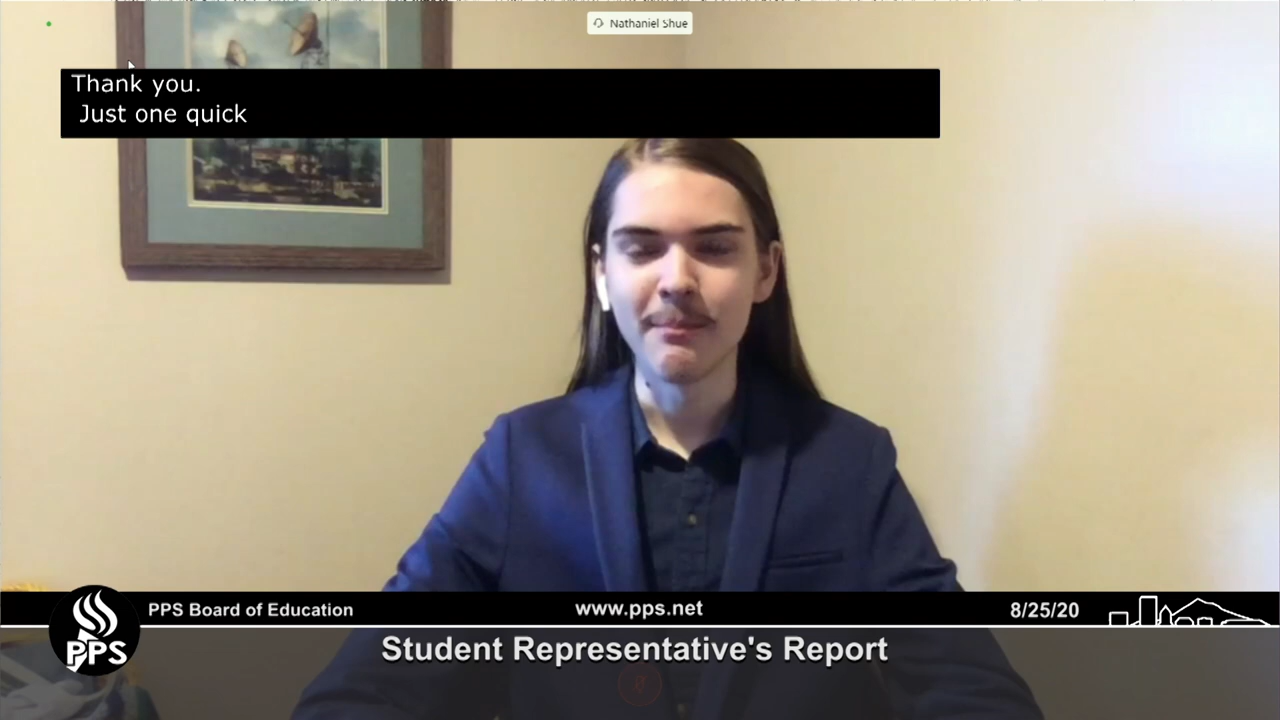 Nathaniel Shue
Thank you.
Just one quick
PPS Board of Education
www.pps.net
8/25/20
PPS
Student Representative's Report